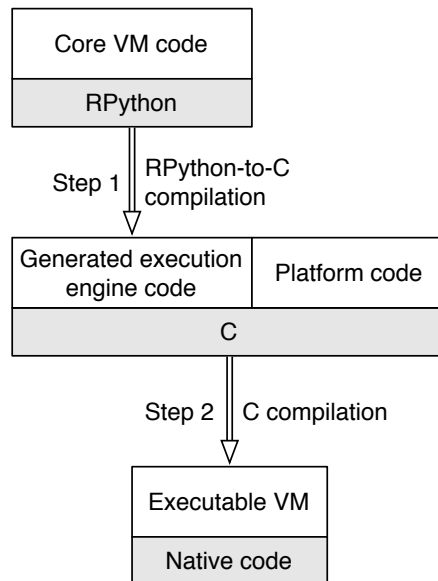 Core VM code
RPython
Step 1
RPython-to-C
compilation
Generated execution
engine code
Platform code
C
Step 2
C compilation
Executable VM
Native code